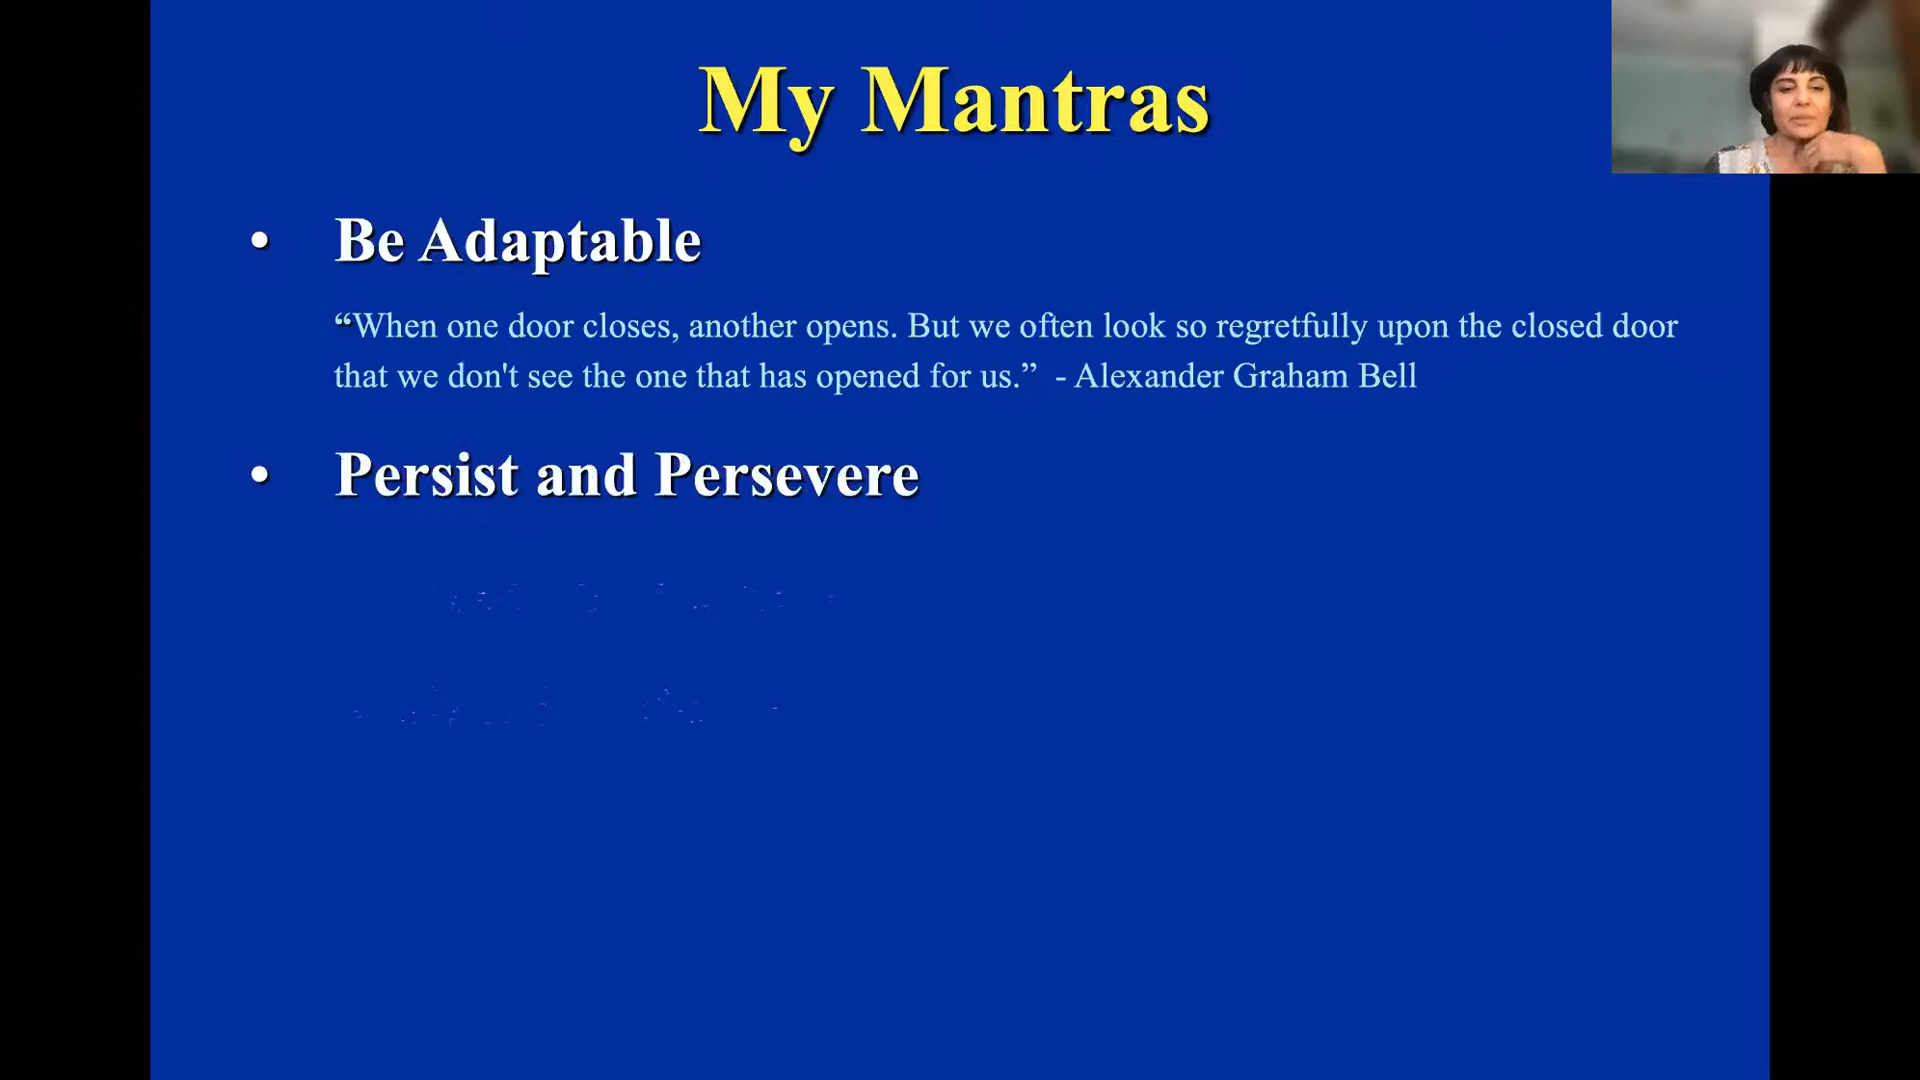 My Mantras
• Be Adaptable
“When one door closes, another opens. But we often look so regretfully upon the closed door
that we don't see the one that has opened for us.” - Alexander Graham Bell
• Persist and Persevere